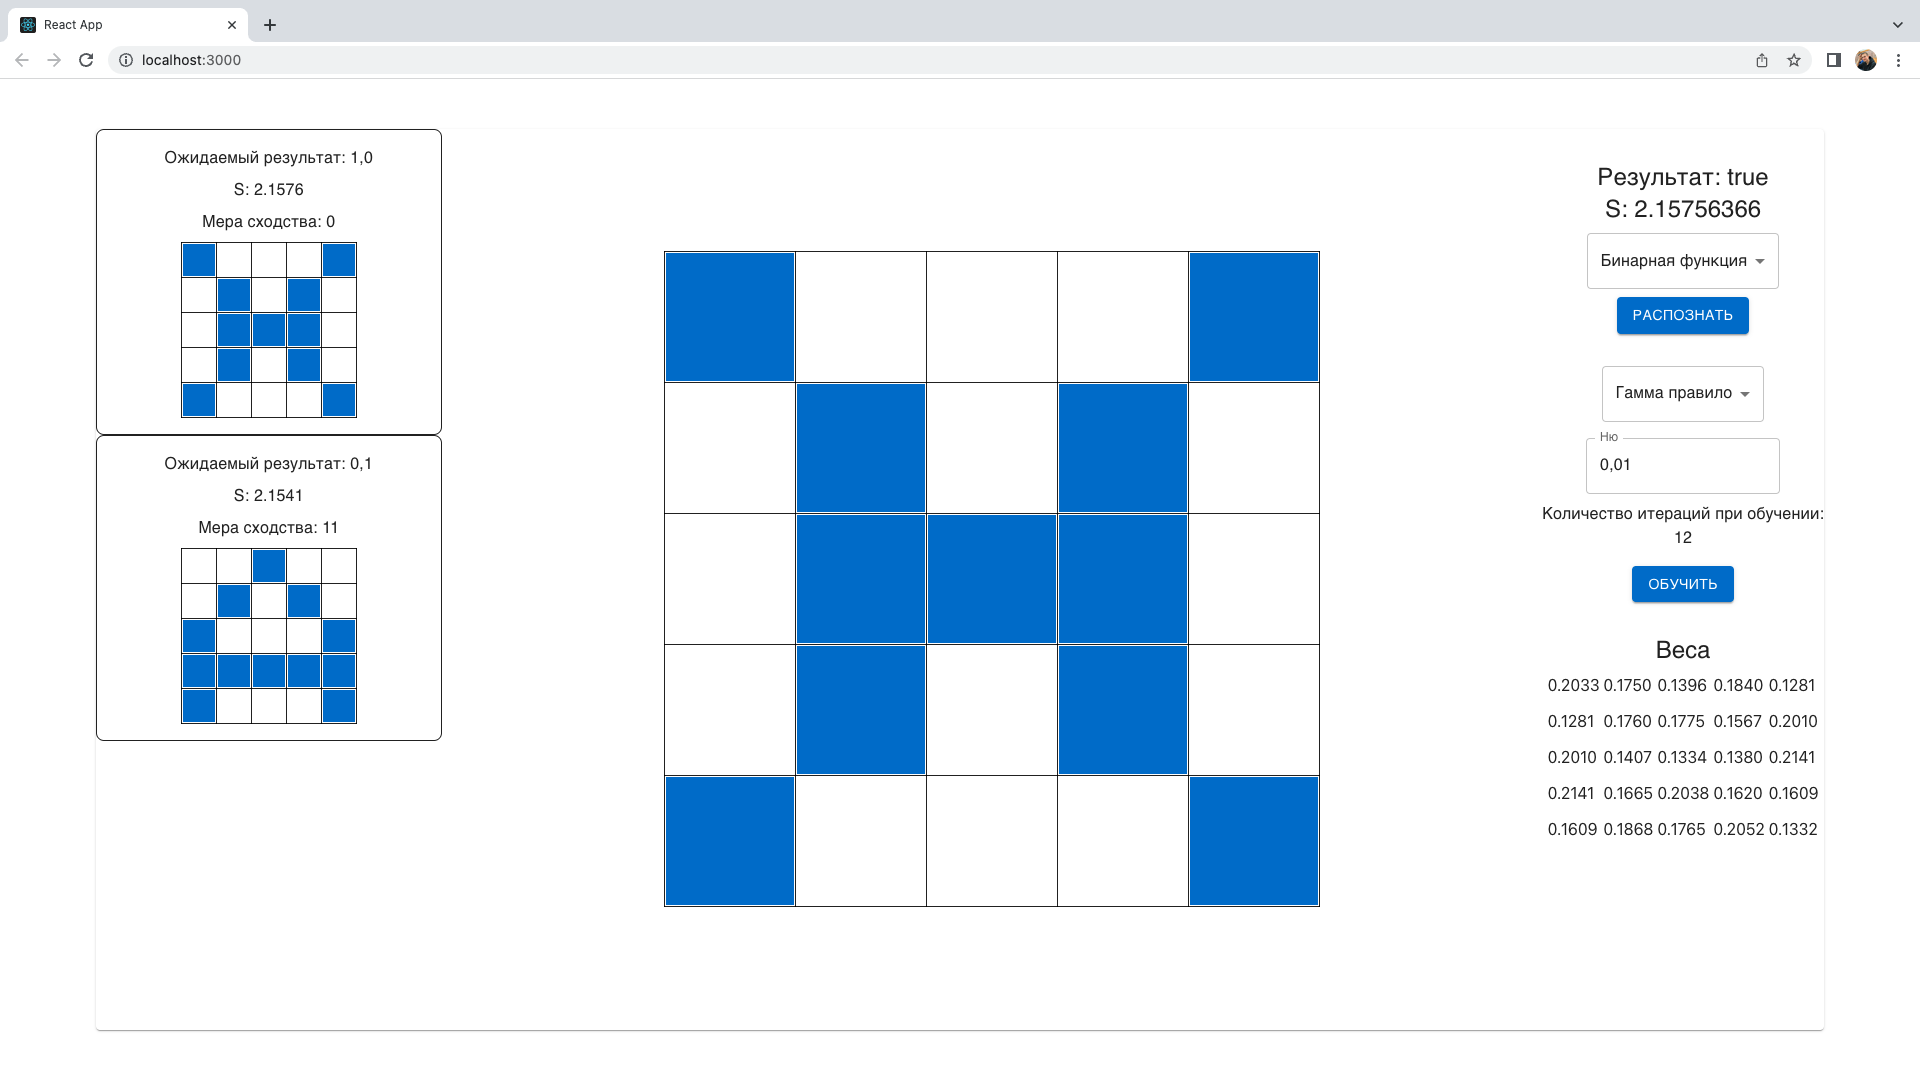 React App
localhost:3000
Ожидаемый результат: 1,0
S: 2.1576
Мера сходства: 0
Ожидаемый результат: 0,1
S: 2.1541
Мера сходства: 11
Результат: true
S: 2.15756366
Бинарная функция
РАСПОЗНАТЬ
Гамма правило
Ню
0,01
Количество итераций при обучении:
12
ОБУЧИТЬ
Веса
0.2033 0.1750 0.1396 0.1840 0.1281
0.1281 0.1760 0.1775 0.1567 0.2010
0.2010 0.1407 0.1334 0.1380 0.2141
0.2141 0.1665 0.2038 0.1620 0.1609
0.1609 0.1868 0.1765 0.2052 0.1332